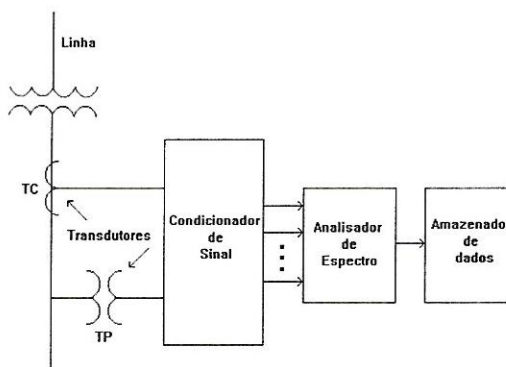 Linha
TC
Transdutores
TP
Condicionador
de
Sinal
Analisador
de
Espectro
Amazenado
de
dados